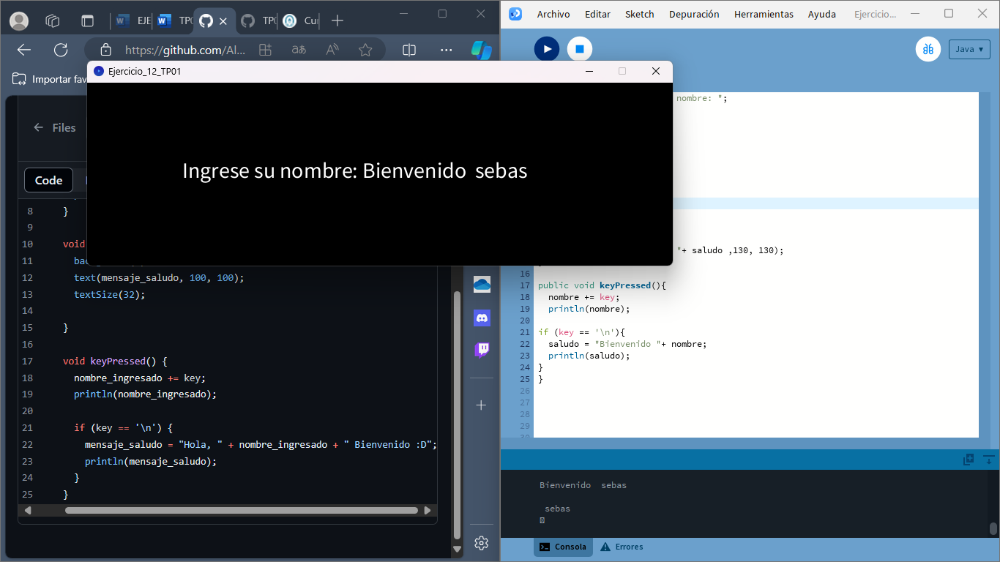 EJE
TP(
TP(
Cu
https://github.com/Al...
Importar fav
Files
Code
8 }
9
10 void
11 bac
12 text(mensaje_saludo, 100, 100);
13 textSize(32);
14
15 }
16
17 void keyPressed() {
18 nombre_ingresado += key;
19 println(nombre_ingresado);
20
21 if (key == '\n') {
22 mensaje_saludo = "Hola, " + nombre_ingresado + " Bienvenido :D";
23 println(mensaje_saludo);
24 }
25 }
Ejercicio_12_TP01
Ingrese su nombre: Bienvenido  sebas
Archivo Editar Sketch Depuración Herramientas Ayuda Ejercicio...
Java
nombre: ";
"+ saludo ,130, 130);
16
17 public void keyPressed(){
18 nombre += key;
19 println(nombre);
20
21 if (key == '\n'){
22 saludo = "Bienvenido "+ nombre;
23 println(saludo);
24 }
25 }
26
27
28
29
30
Bienvenido  sebas
sebas
Consola Errores